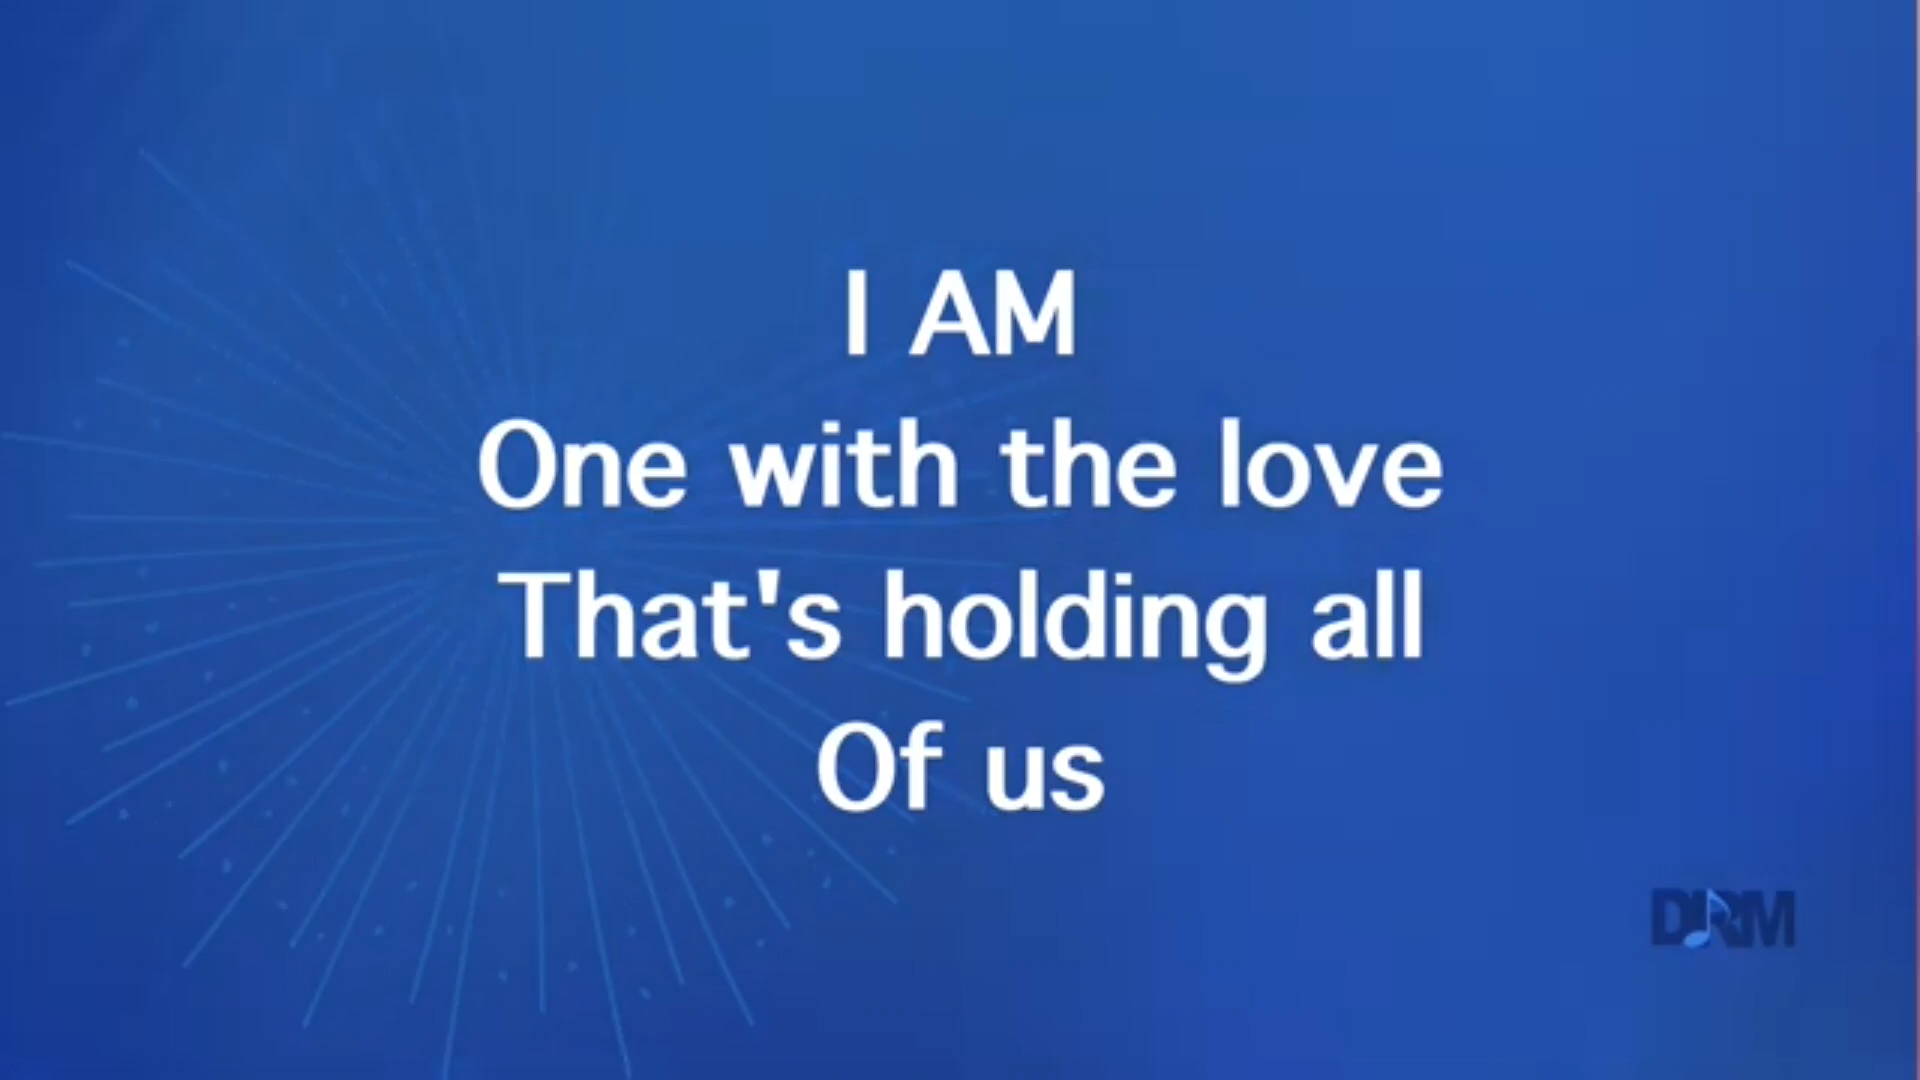 I AM
One with the love
That's holding all
Of us
DRM